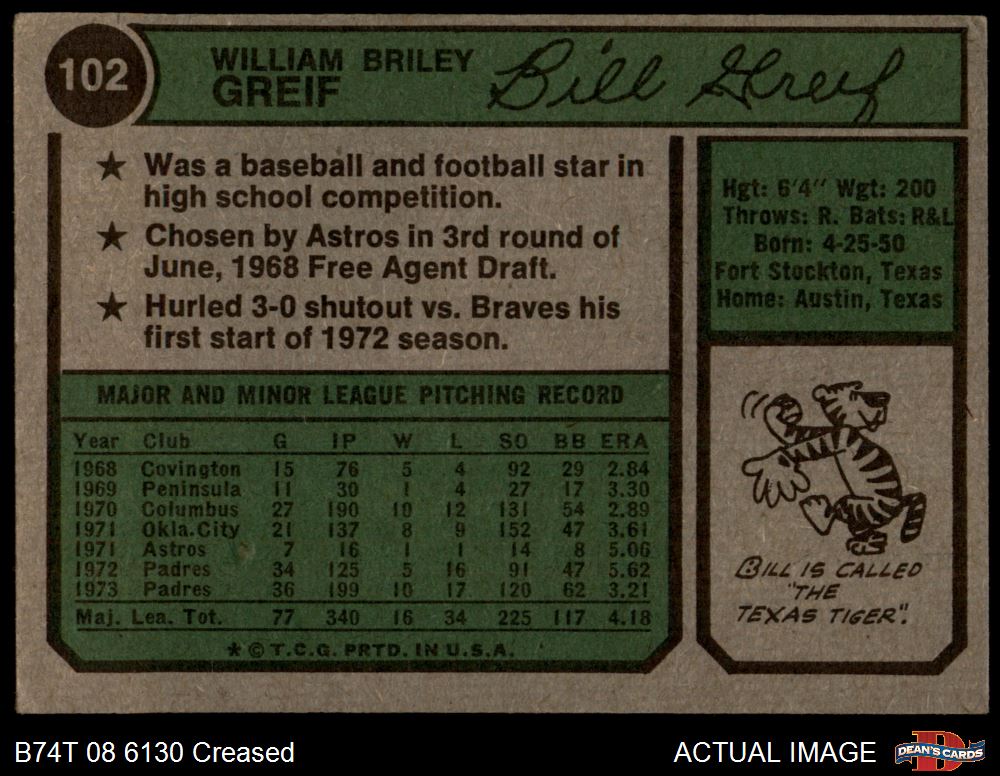 102
WILLIAM BRILEY
GREIF
Bill Greif
★ Was a baseball and football star in
high school competition.
★ Chosen by Astros in 3rd round of
June, 1968 Free Agent Draft.
★ Hurled 3-0 shutout vs. Braves his
first start of 1972 season.
Hgt: 6'4" Wgt: 200
Throws: R. Bats: R&L
Born: 4-25-50
Fort Stockton, Texas
Home: Austin, Texas
MAJOR AND MINOR LEAGUE PITCHING RECORD
Year Club G IP W L SO BB ERA
1968 Covington 15 76 5 4 92 29 2.84
1969 Peninsula 11 30 1 4 27 17 3.30
1970 Columbus 27 190 10 12 131 54 2.89
1971 Okla.City 21 137 8 9 152 47 3.61
1971 Astros 7 16 1 1 14 8 5.06
1972 Padres 34 125 5 16 91 47 5.62
1973 Padres 36 199 10 17 120 62 3.21
Maj. Lea. Tot. 77 340 16 34 225 117 4.18
★ © T.C.G. PRTD. IN U.S.A.
BILL IS CALLED
"THE
TEXAS TIGER".
B74T 08 6130 Creased
ACTUAL IMAGE
D
DEAN'S CARDS